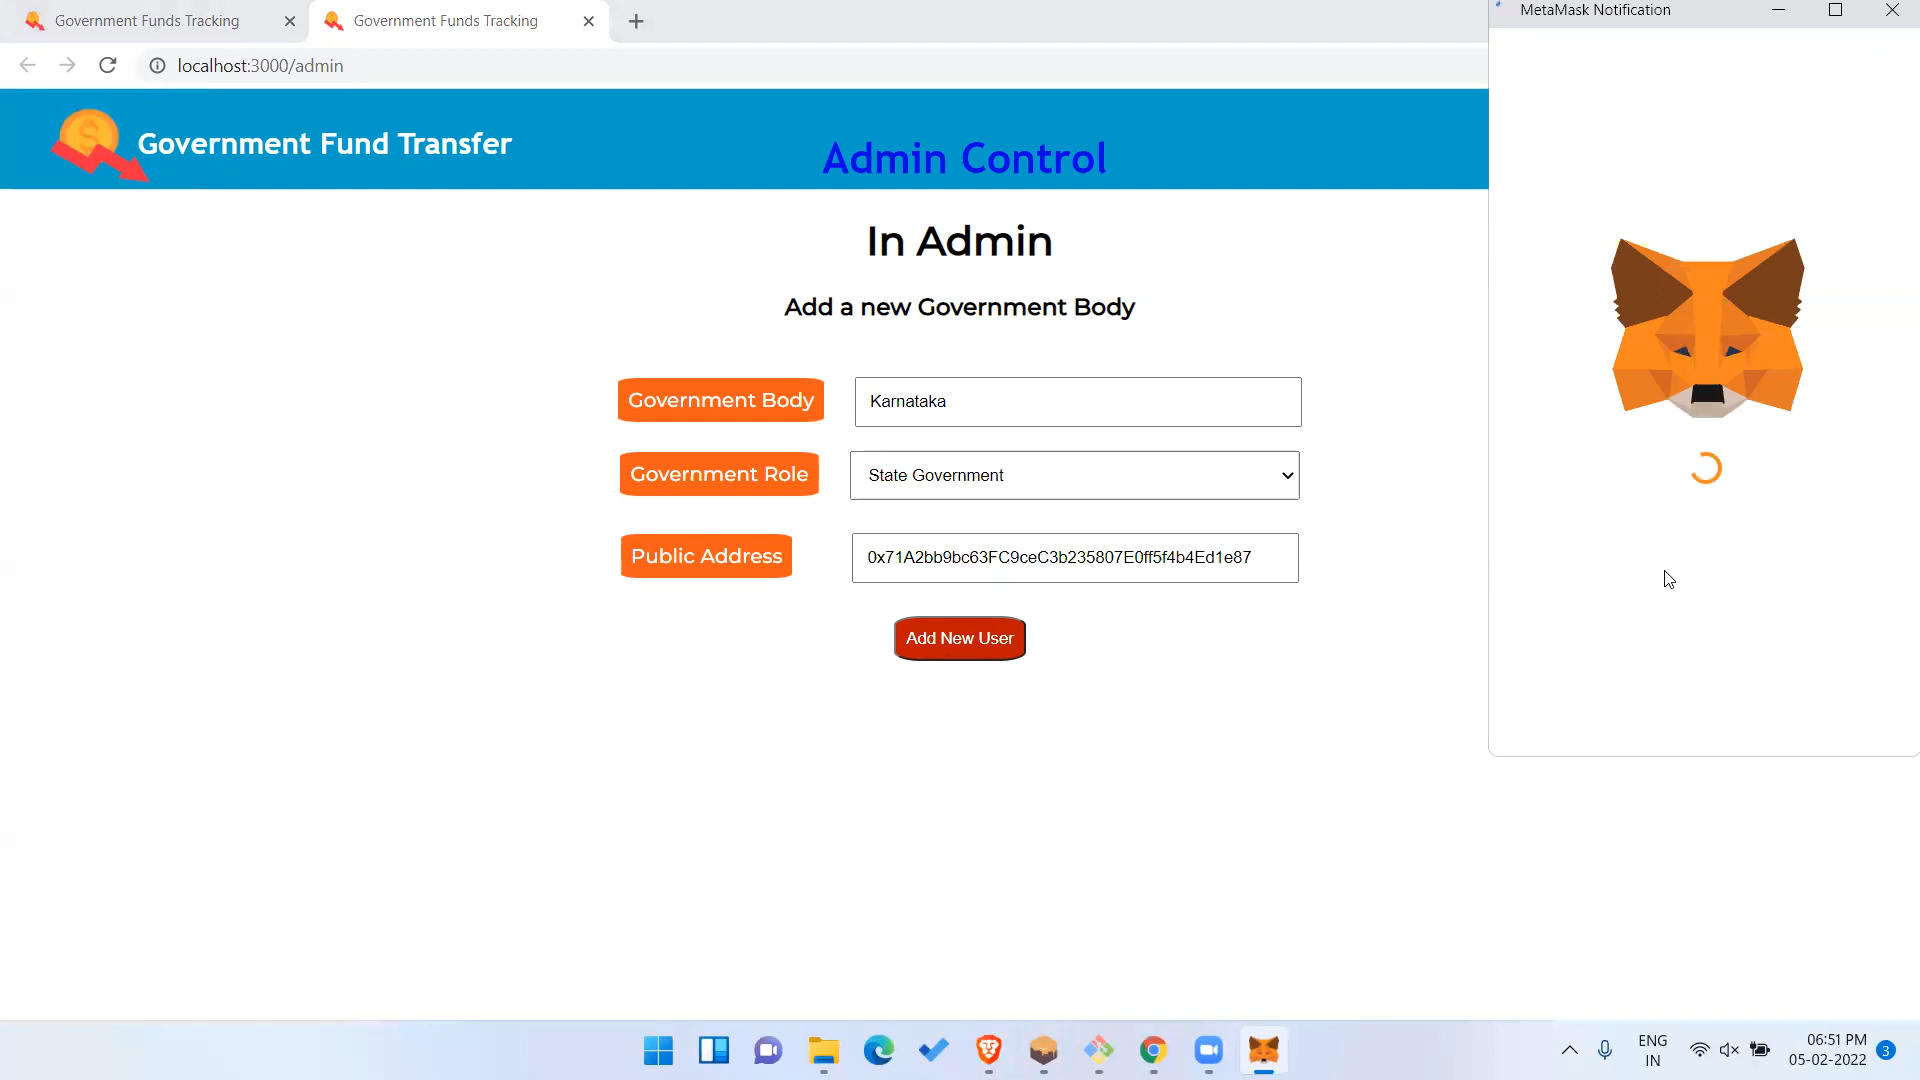 Government Funds Tracking
Government Funds Tracking
MetaMask Notification
localhost:3000/admin
Government Fund Transfer
Admin Control
In Admin
Add a new Government Body
Government Body
Karnataka
Government Role
State Government
Public Address
0x71A2bb9bc63FC9ceC3b235807E0ff5f4b4Ed1e87
Add New User
ENG
IN
06:51 PM
05-02-2022
3